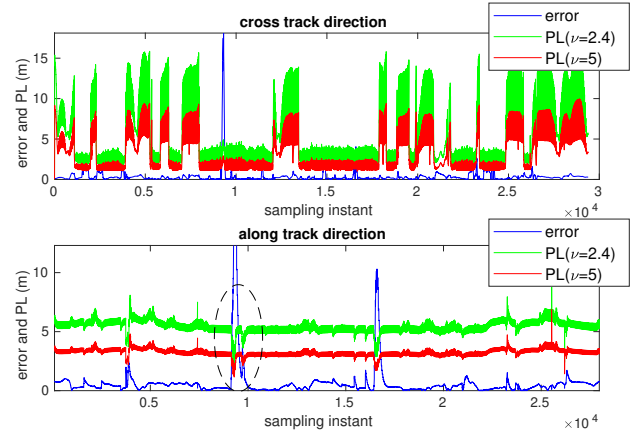 cross track direction
error
PL(ν=2.4)
PL(ν=5)
error and PL (m)
15
10
5
0
0 0.5 1 1.5 2 2.5 3
sampling instant
×10⁴
along track direction
error
PL(ν=2.4)
PL(ν=5)
error and PL (m)
10
5
0
0.5 1 1.5 2 2.5
sampling instant
×10⁴